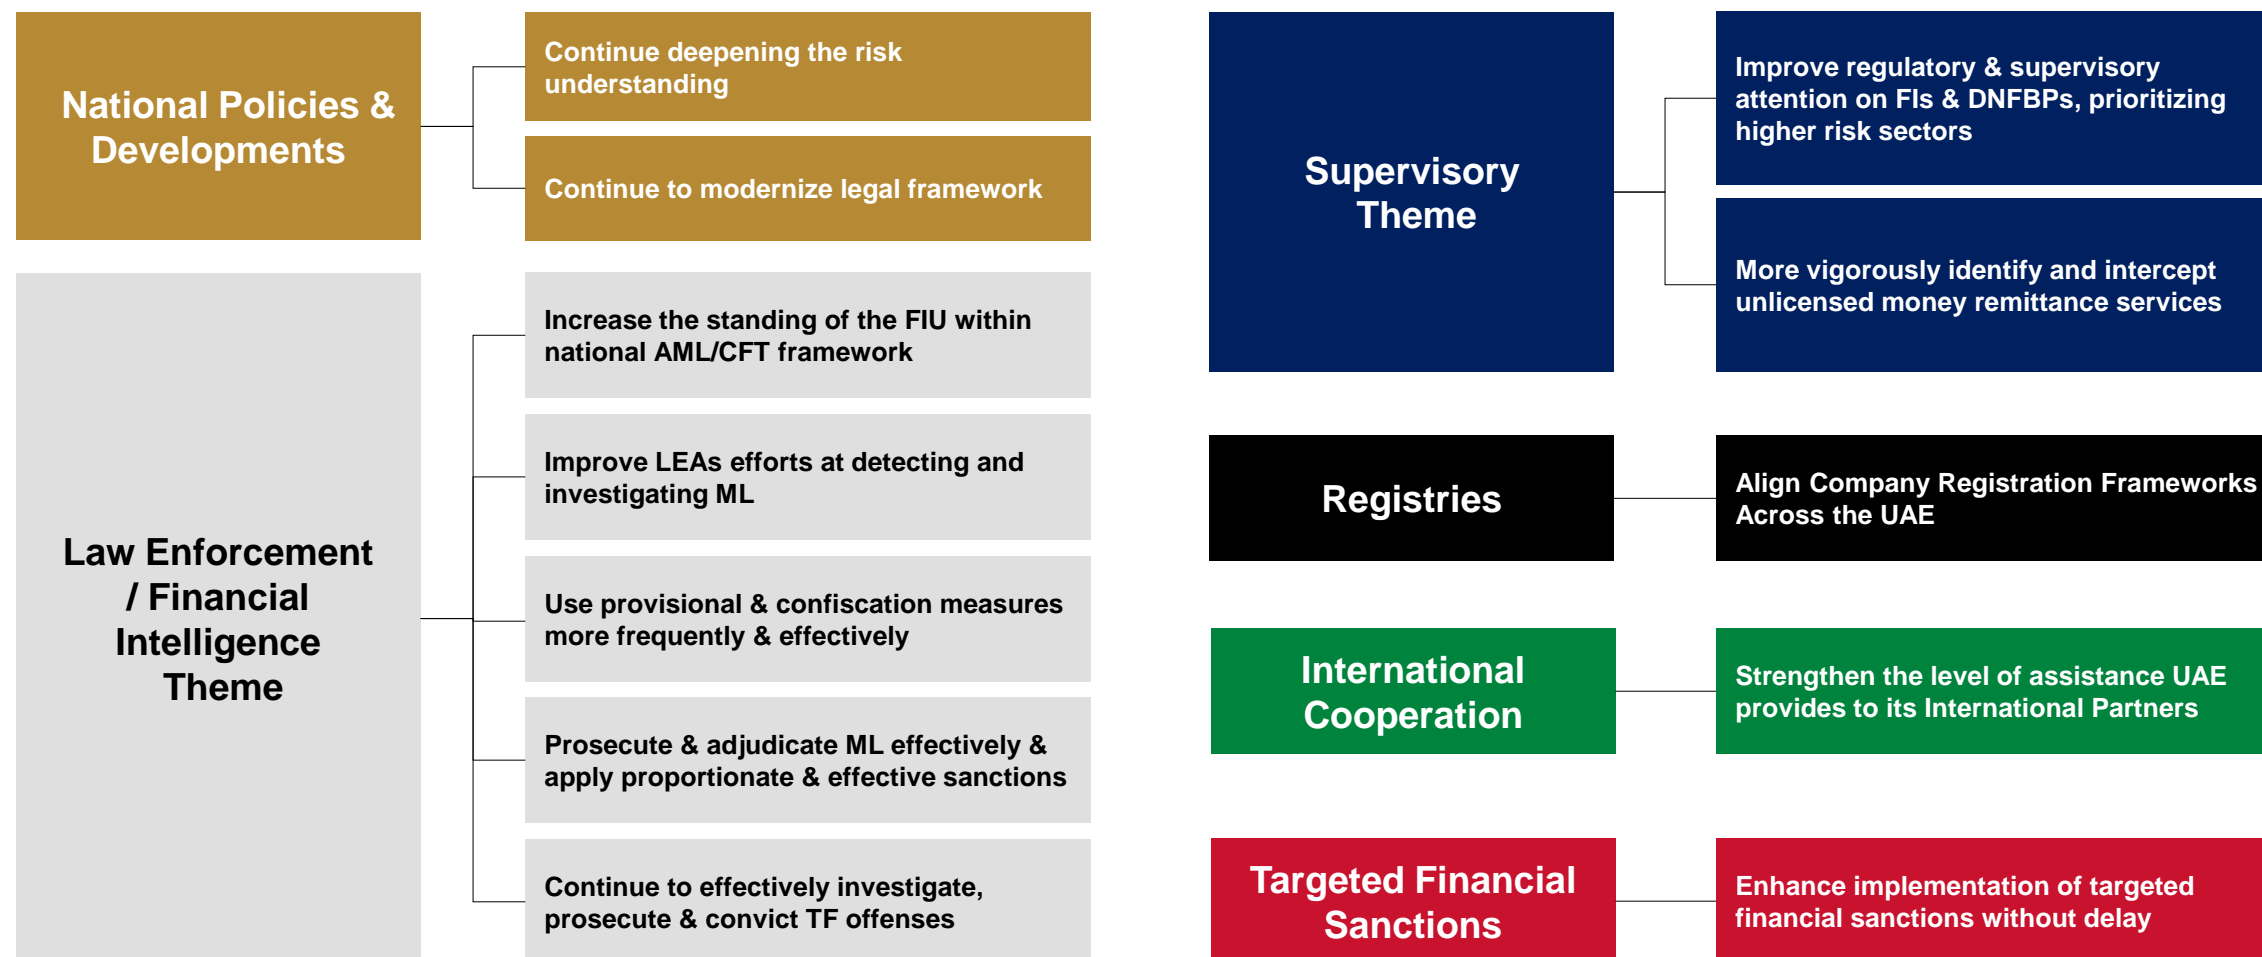 National Policies &
Developments
Continue deepening the risk
understanding
Continue to modernize legal framework
Law Enforcement
/ Financial
Intelligence
Theme
Increase the standing of the FIU within
national AML/CFT framework
Improve LEAs efforts at detecting and
investigating ML
Use provisional & confiscation measures
more frequently & effectively
Prosecute & adjudicate ML effectively &
apply proportionate & effective sanctions
Continue to effectively investigate,
prosecute & convict TF offenses
Supervisory
Theme
Improve regulatory & supervisory
attention on FIs & DNFBPs, prioritizing
higher risk sectors
More vigorously identify and intercept
unlicensed money remittance services
Registries
Align Company Registration Frameworks
Across the UAE
International
Cooperation
Strengthen the level of assistance UAE
provides to its International Partners
Targeted Financial
Sanctions
Enhance implementation of targeted
financial sanctions without delay